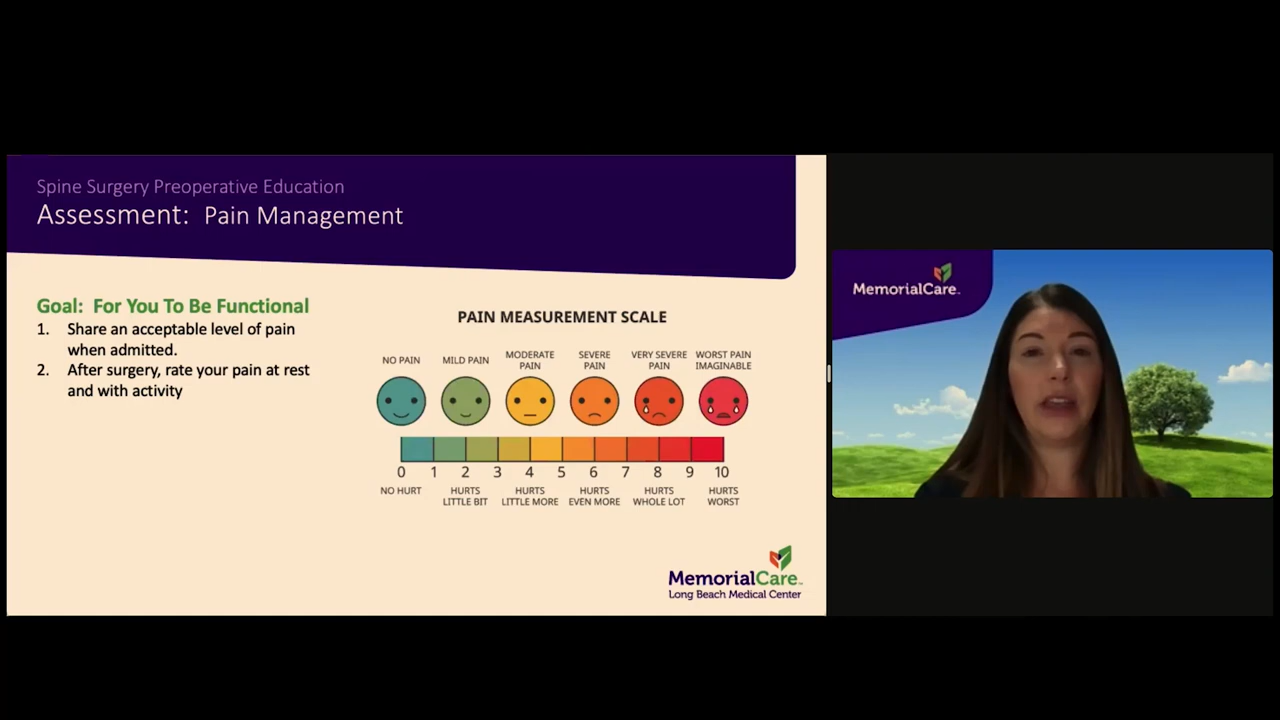 Spine Surgery Preoperative Education
Assessment: Pain Management
Goal: For You To Be Functional
1. Share an acceptable level of pain
when admitted.
2. After surgery, rate your pain at rest
and with activity
PAIN MEASUREMENT SCALE
NO PAIN
MILD PAIN
MODERATE
PAIN
SEVERE
PAIN
VERY SEVERE
PAIN
WORST PAIN
IMAGINABLE
0 1 2 3 4 5 6 7 8 9 10
NO HURT
HURTS
LITTLE BIT
HURTS
LITTLE MORE
HURTS
EVEN MORE
HURTS
WHOLE LOT
HURTS
WORST
MemorialCare™
Long Beach Medical Center
MemorialCare™